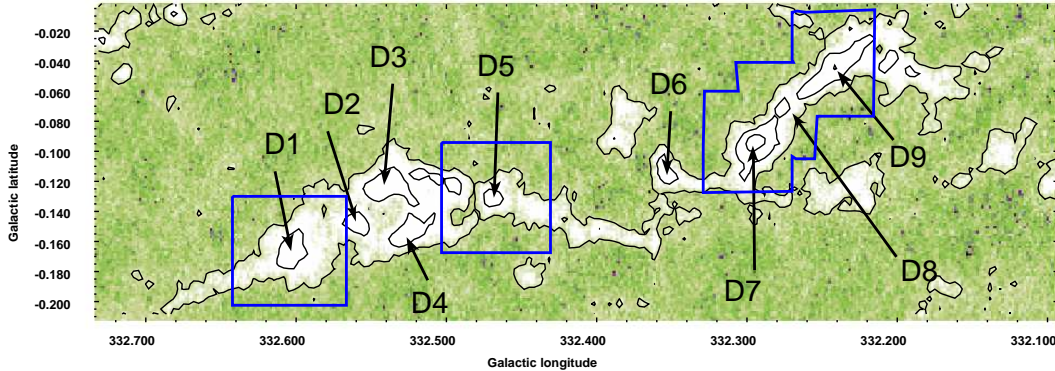 -0.020
-0.040
-0.060
-0.080
-0.100
-0.120
-0.140
-0.160
-0.180
-0.200
Galactic latitude
D1
D2
D3
D4
D5
D6
D7
D8
D9
332.700
332.600
332.500
332.400
332.300
332.200
332.100
Galactic longitude